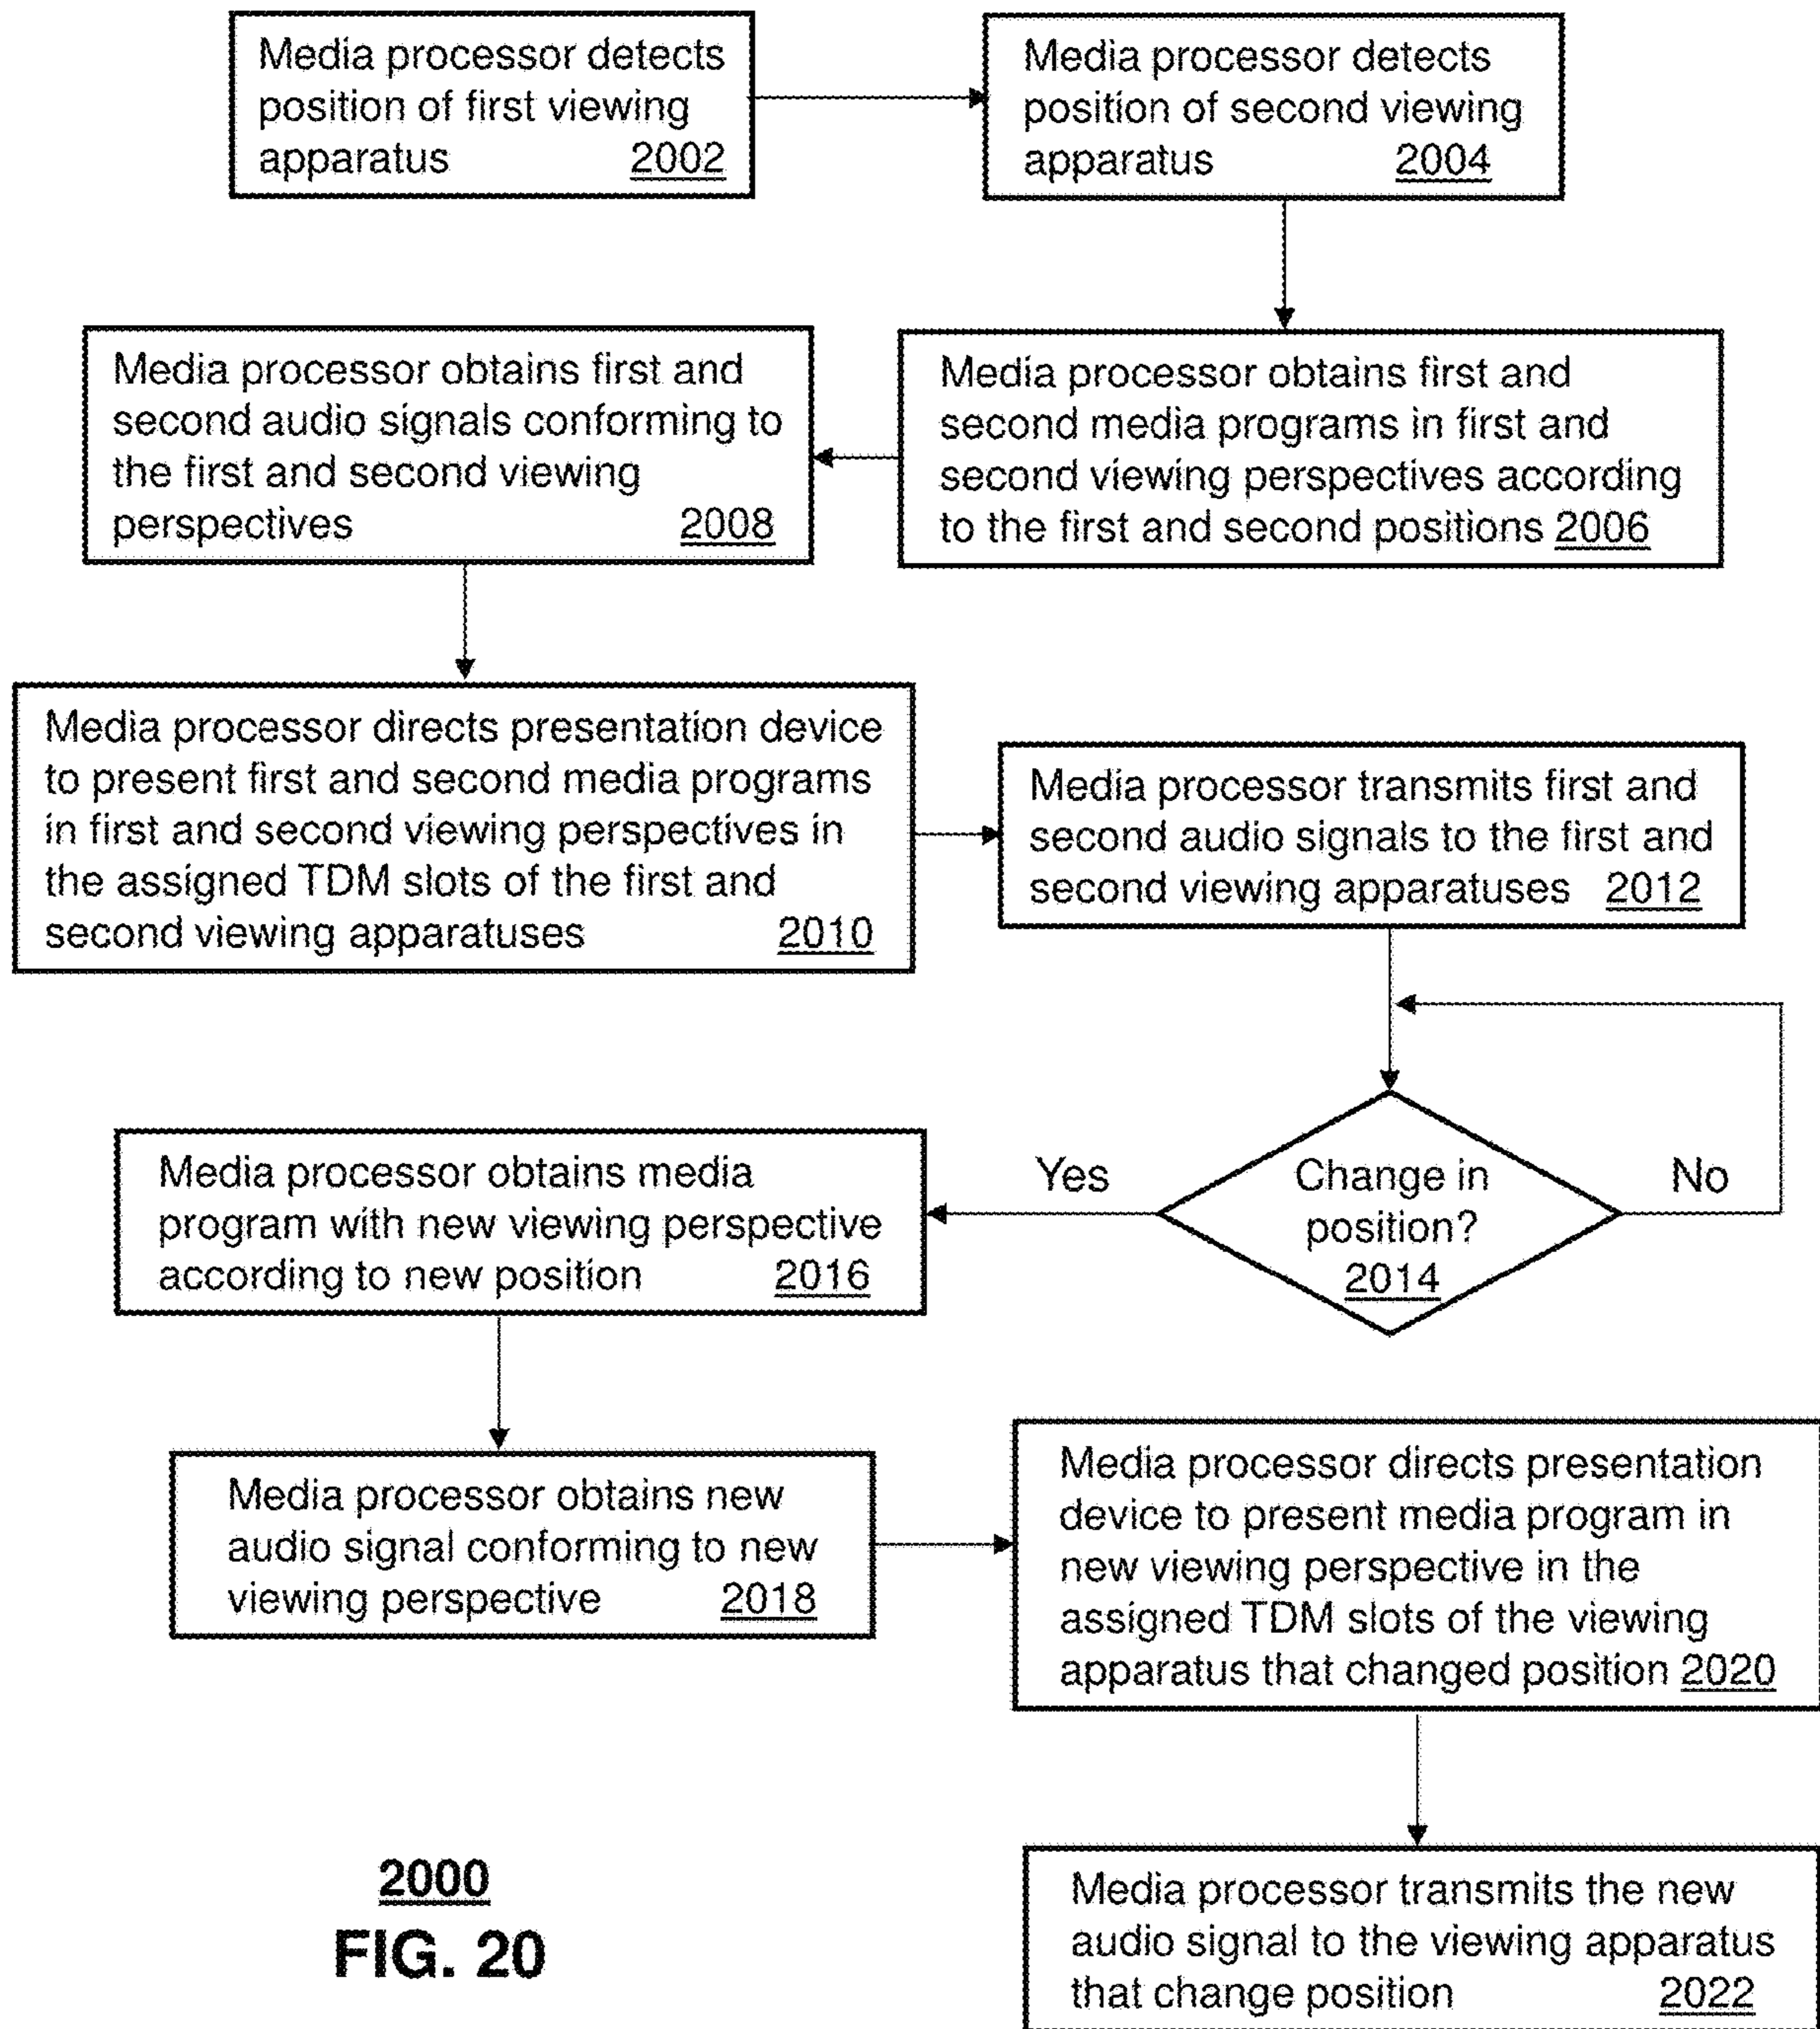 Media processor detects
position of first viewing
apparatus 2002
Media processor detects
position of second viewing
apparatus 2004
Media processor obtains first and
second media programs in first and
second viewing perspectives according
to the first and second positions 2006
Media processor obtains first and
second audio signals conforming to
the first and second viewing
perspectives 2008
Media processor directs presentation device
to present first and second media programs
in first and second viewing perspectives in
the assigned TDM slots of the first and
second viewing apparatuses 2010
Media processor transmits first and
second audio signals to the first and
second viewing apparatuses 2012
Change in
position?
2014
Yes
No
Media processor obtains media
program with new viewing perspective
according to new position 2016
Media processor obtains new
audio signal conforming to new
viewing perspective 2018
Media processor directs presentation
device to present media program in
new viewing perspective in the
assigned TDM slots of the viewing
apparatus that changed position 2020
Media processor transmits the new
audio signal to the viewing apparatus
that change position 2022
2000
FIG. 20